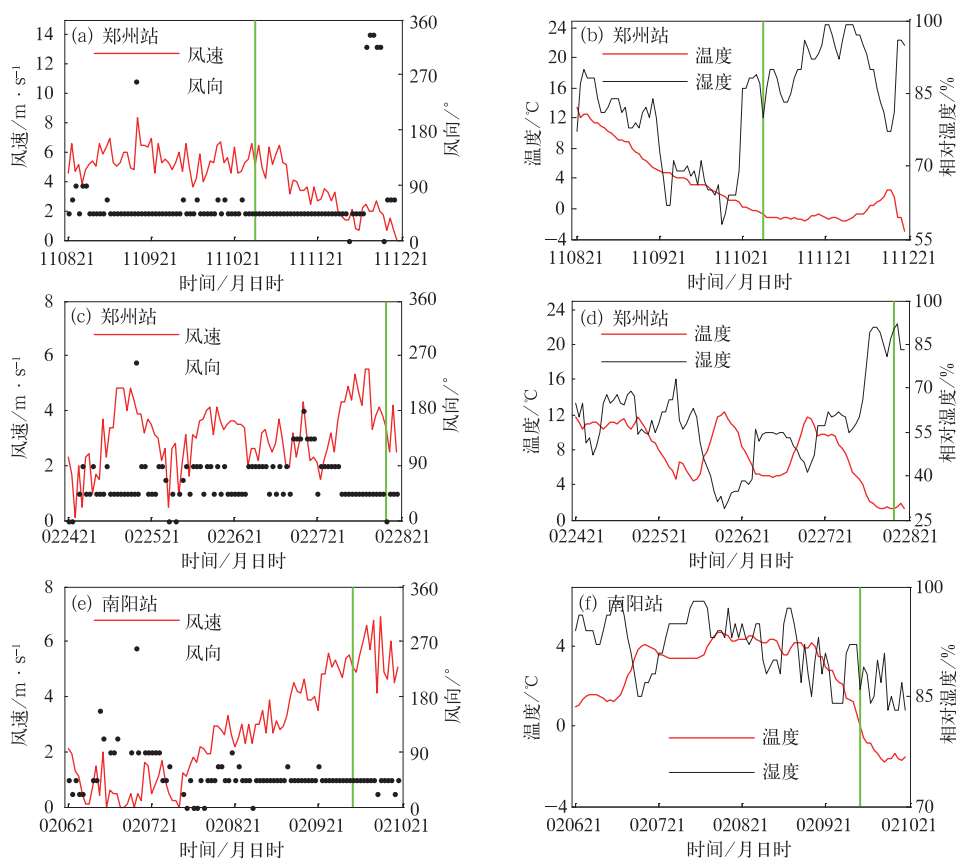 (a) 郑州站
风速
风向
14
12
10
8
6
4
2
0
360
270
180
90
0
风速/m·s⁻¹
风向/°
110821 110921 111021 111121 111221
时间/月日时
(b) 郑州站
温度
湿度
24
20
16
12
8
4
0
−4
100
85
70
55
温度/℃
相对湿度/%
110821 110921 111021 111121 111221
时间/月日时
(c) 郑州站
风速
风向
8
6
4
2
0
360
270
180
90
0
风速/m·s⁻¹
风向/°
022421 022521 022621 022721 022821
时间/月日时
(d) 郑州站
温度
湿度
24
20
16
12
8
4
0
100
85
70
55
40
25
温度/℃
相对湿度/%
022421 022521 022621 022721 022821
时间/月日时
(e) 南阳站
风速
风向
8
6
4
2
0
360
270
180
90
0
风速/m·s⁻¹
风向/°
020621 020721 020821 020921 021021
时间/月日时
(f) 南阳站
温度
湿度
4
0
−4
100
85
70
温度/℃
相对湿度/%
020621 020721 020821 020921 021021
时间/月日时